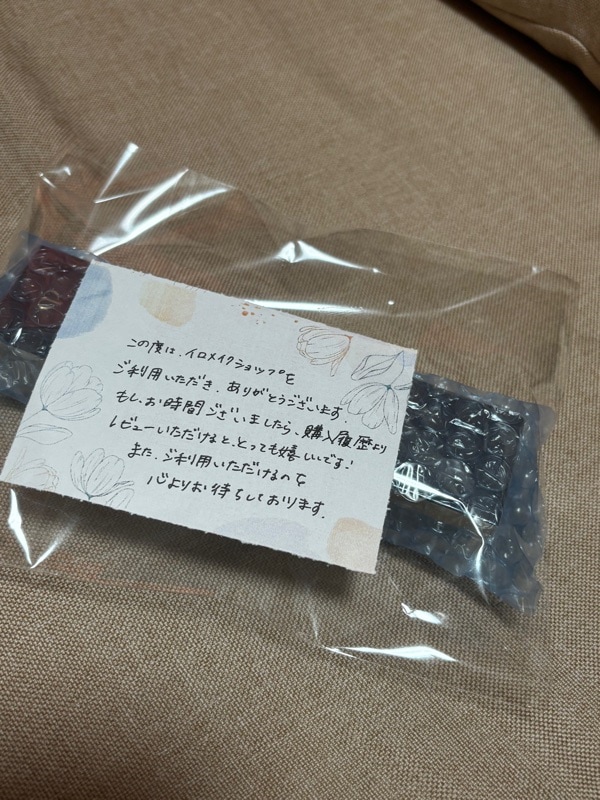 この度は、イロメイクショップを
ご利用いただき、ありがとうございます。
もし、お時間ございましたら、購入履歴より
レビューいただけると、とっても嬉しいです!
また、ご利用いただけるのを
心よりお待ちしております。